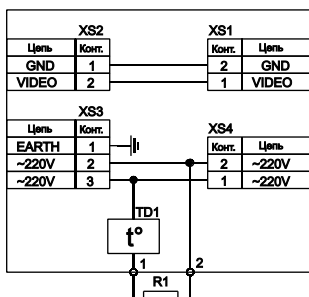 XS2 XS1
Цепь Конт. Конт. Цепь
GND 1 2 GND
VIDEO 2 1 VIDEO
XS3
Цепь Конт. XS4
EARTH 1 Конт. Цепь
~220V 2 2 ~220V
~220V 3 1 ~220V
TD1
t°
1 2
R1